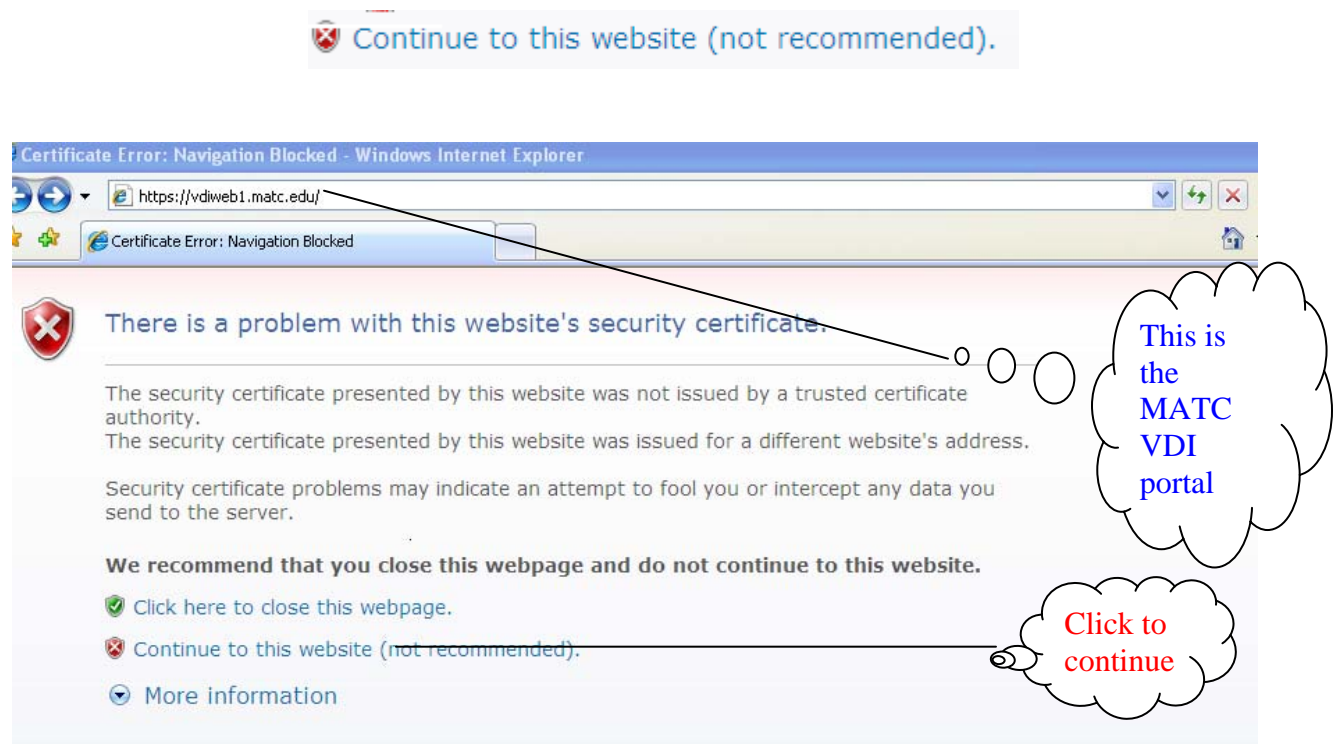 Continue to this website (not recommended).
Certificate Error: Navigation Blocked - Windows Internet Explorer
https://vdiweb1.matc.edu/
Certificate Error: Navigation Blocked
There is a problem with this website's security certificate.
This is
the
MATC
VDI
portal
The security certificate presented by this website was not issued by a trusted certificate
authority.
The security certificate presented by this website was issued for a different website's address.
Security certificate problems may indicate an attempt to fool you or intercept any data you
send to the server.
We recommend that you close this webpage and do not continue to this website.
Click here to close this webpage.
Continue to this website (not recommended).
Click to
continue
More information